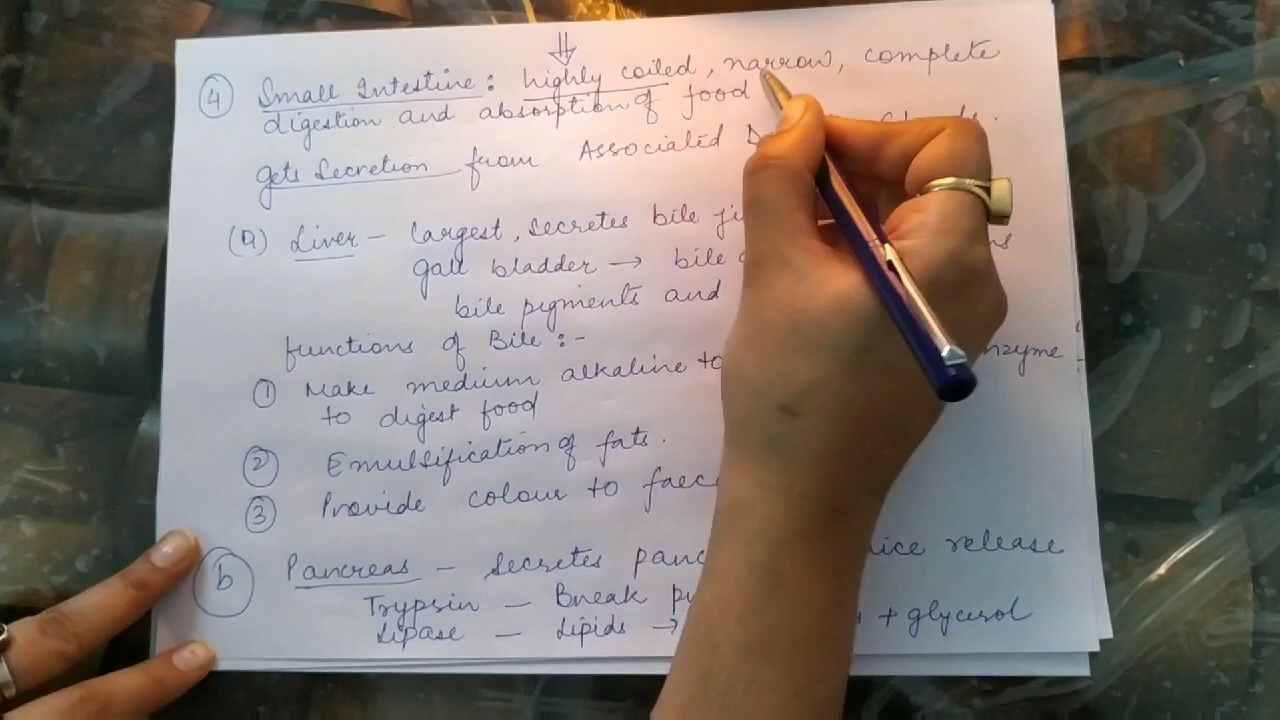 ④ Small Intestine : highly coiled, narrow, complete
digestion and absorption of food
gets Secretion from Associated
(a) Liver - largest, secretes bile
gall bladder → bile
bile pigments and
functions of Bile :-
① Make medium alkaline to nzyme
to digest food
② Emulsification of fats.
③ Provide colour to faec
ⓑ Pancreas - Secretes panc release
Trypsin - Break
Lipase - Lipids → + glycerol